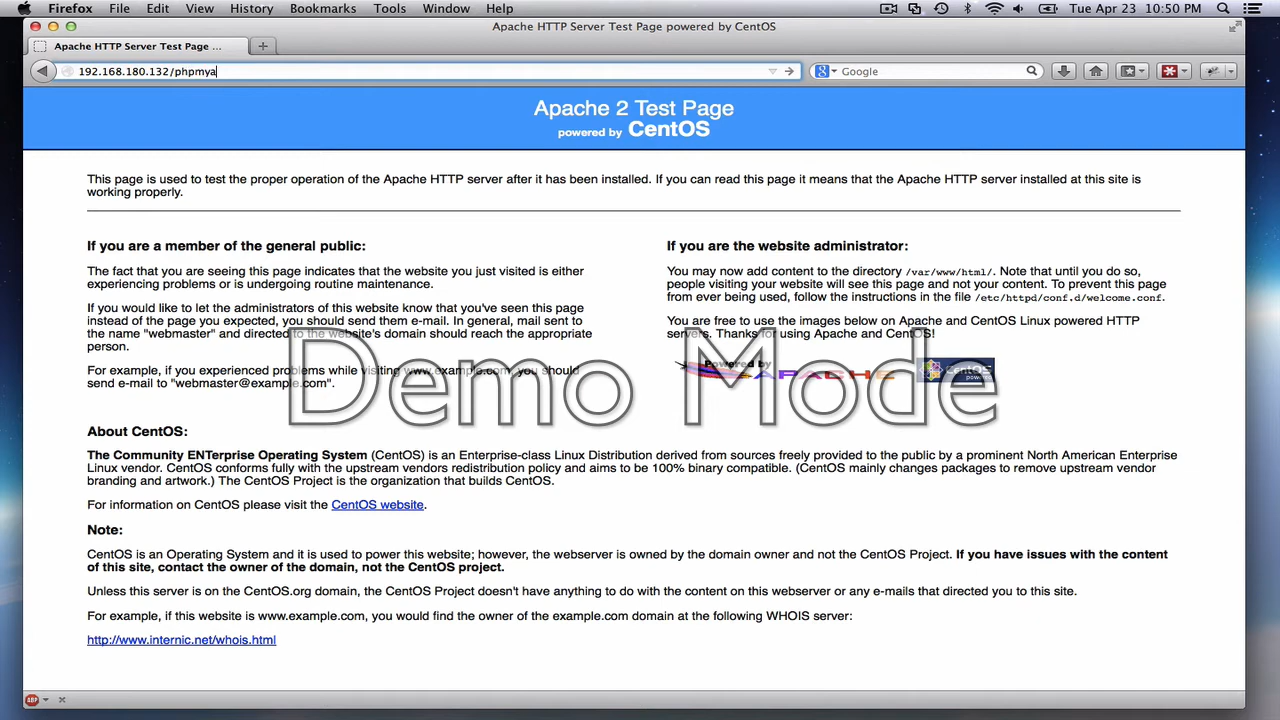 Firefox File Edit View History Bookmarks Tools Window Help Tue Apr 23 10:50 PM
Apache HTTP Server Test Page powered by CentOS
Apache HTTP Server Test Page ...
192.168.180.132/phpmya
Google
Apache 2 Test Page
powered by CentOS
This page is used to test the proper operation of the Apache HTTP server after it has been installed. If you can read this page it means that the Apache HTTP server installed at this site is
working properly.
If you are a member of the general public:
The fact that you are seeing this page indicates that the website you just visited is either
experiencing problems or is undergoing routine maintenance.
If you would like to let the administrators of this website know that you've seen this page
instead of the page you expected, you should send them e-mail. In general, mail sent to
the name "webmaster" and directed to the website's domain should reach the appropriate
person.
For example, if you experienced problems while visiting www.example.com, you should
send e-mail to "webmaster@example.com".
If you are the website administrator:
You may now add content to the directory /var/www/html/. Note that until you do so,
people visiting your website will see this page and not your content. To prevent this page
from ever being used, follow the instructions in the file /etc/httpd/conf.d/welcome.conf.
You are free to use the images below on Apache and CentOS Linux powered HTTP
servers. Thanks for using Apache and CentOS!
Powered by
APACHE
CentOS
powered
Demo Mode
About CentOS:
The Community ENTerprise Operating System (CentOS) is an Enterprise-class Linux Distribution derived from sources freely provided to the public by a prominent North American Enterprise
Linux vendor. CentOS conforms fully with the upstream vendors redistribution policy and aims to be 100% binary compatible. (CentOS mainly changes packages to remove upstream vendor
branding and artwork.) The CentOS Project is the organization that builds CentOS.
For information on CentOS please visit the CentOS website.
Note:
CentOS is an Operating System and it is used to power this website; however, the webserver is owned by the domain owner and not the CentOS Project. If you have issues with the content
of this site, contact the owner of the domain, not the CentOS project.
Unless this server is on the CentOS.org domain, the CentOS Project doesn't have anything to do with the content on this webserver or any e-mails that directed you to this site.
For example, if this website is www.example.com, you would find the owner of the example.com domain at the following WHOIS server:
http://www.internic.net/whois.html
ABP